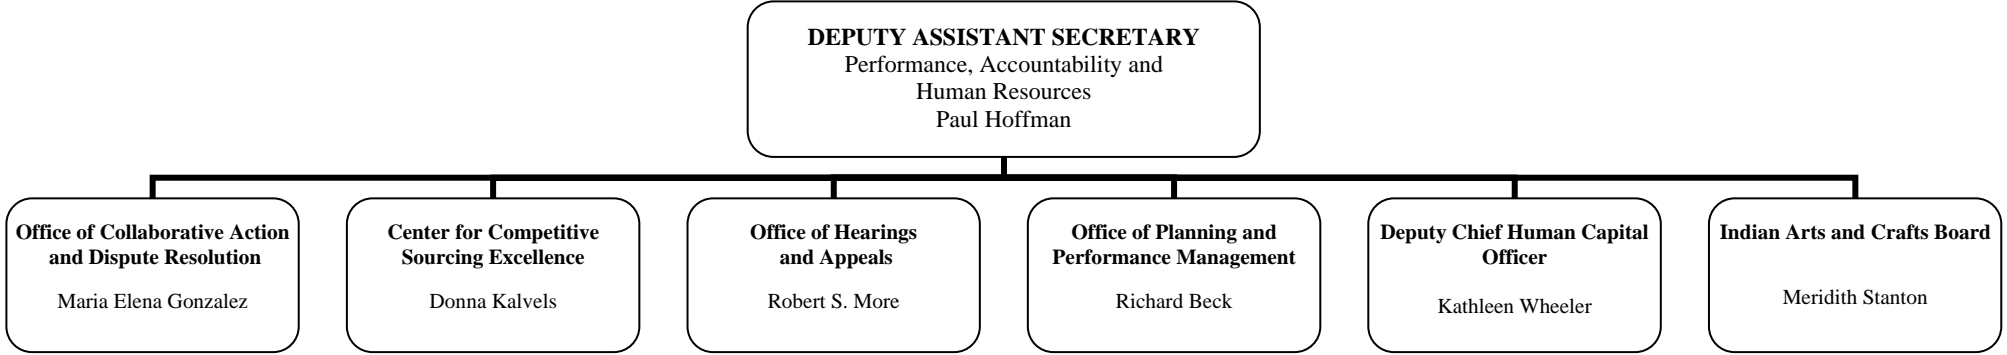 DEPUTY ASSISTANT SECRETARY
Performance, Accountability and
Human Resources
Paul Hoffman
Office of Collaborative Action
and Dispute Resolution
Maria Elena Gonzalez
Center for Competitive
Sourcing Excellence
Donna Kalvels
Office of Hearings
and Appeals
Robert S. More
Office of Planning and
Performance Management
Richard Beck
Deputy Chief Human Capital
Officer
Kathleen Wheeler
Indian Arts and Crafts Board
Meridith Stanton